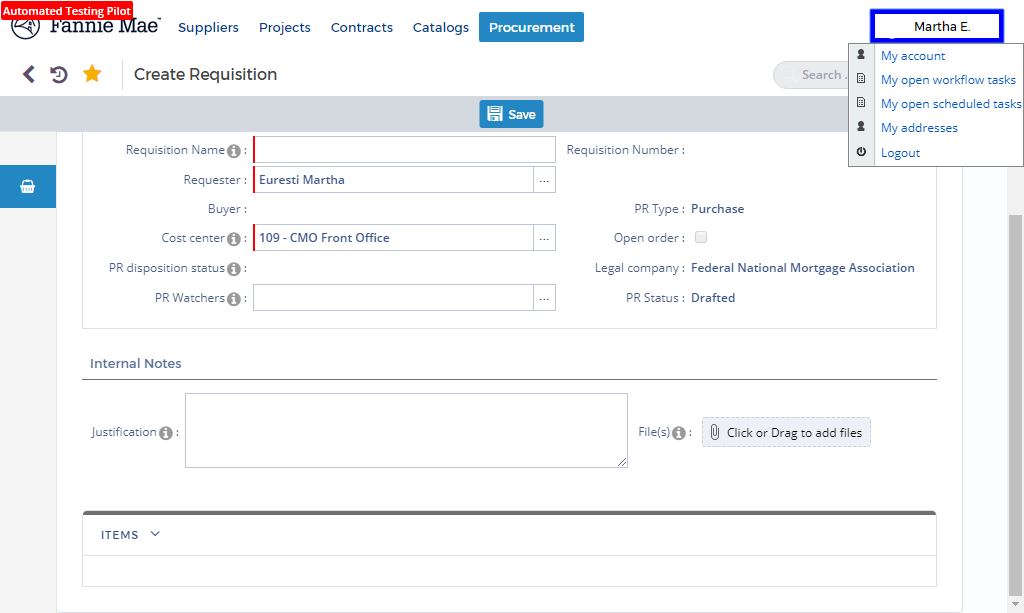 Automated Testing Pilot
Fannie Mae™
Suppliers Projects Contracts Catalogs Procurement
Martha E.
My account
My open workflow tasks
My open scheduled tasks
My addresses
Logout
Create Requisition
Search .
Save
Requisition Name : Requisition Number :
Requester : Euresti Martha ...
Buyer : PR Type : Purchase
Cost center : 109 - CMO Front Office ... Open order :
PR disposition status : Legal company : Federal National Mortgage Association
PR Watchers : ... PR Status : Drafted
Internal Notes
Justification : File(s) : Click or Drag to add files
ITEMS